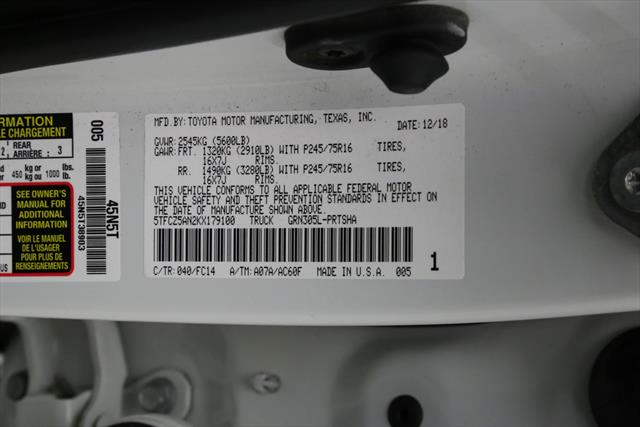 MFD.BY: TOYOTA MOTOR MANUFACTURING, TEXAS, INC.
DATE: 12/18
GVWR: 2545KG (5600LB)
GAWR: FRT. 1320KG (2910LB) WITH P245/75R16 TIRES,
16X7J RIMS
RR. 1490KG (3280LB) WITH P245/75R16 TIRES,
16X7J RIMS
THIS VEHICLE CONFORMS TO ALL APPLICABLE FEDERAL MOTOR
VEHICLE SAFETY AND THEFT PREVENTION STANDARDS IN EFFECT
ON THE DATE OF MANUFACTURE SHOWN ABOVE.
5TFCZ5AN2KX179100 TRUCK GRN305L-PRTSHA
C/TR: 040/FC14 A/TM: A07A/AC60F MADE IN U.S.A. 005 1
CHARGEMENT
2 REAR
ARRIÈRE : 3
450 kg or 1000 lbs.
SEE OWNER'S
MANUAL FOR
ADDITIONAL
INFORMATION
VOIR LE MANUEL
DE L'USAGER
POUR PLUS DE
RENSEIGNEMENTS
005
45N5T
45N5138903